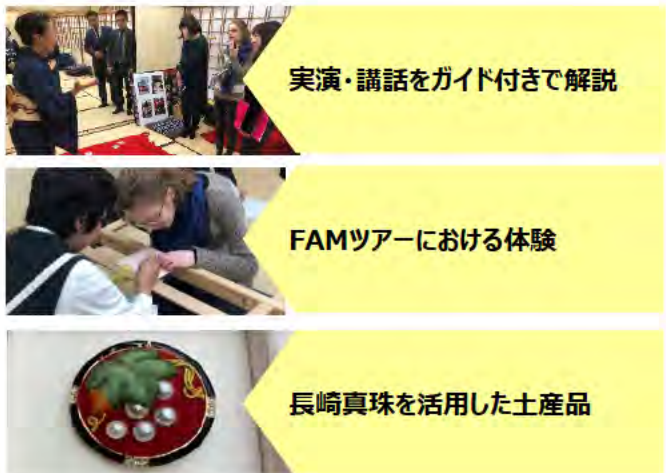 実演・講話をガイド付きで解説
FAMツアーにおける体験
長崎真珠を活用した土産品